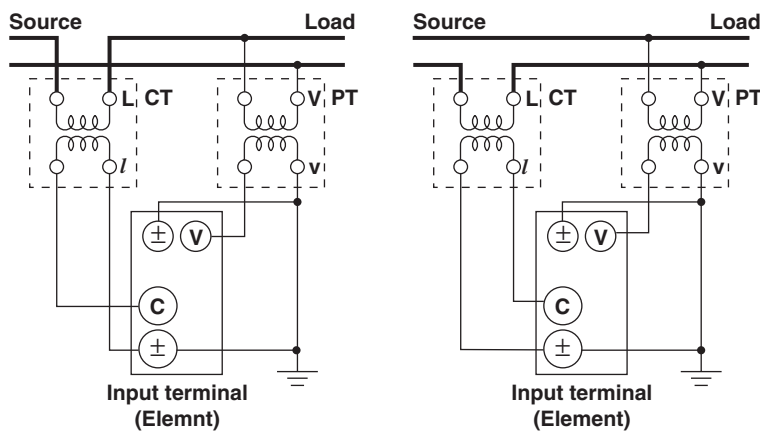 Source Load
L CT V PT
l v
± V
C
±
Input terminal
(Elemnt)
Source Load
L CT V PT
l v
± V
C
±
Input terminal
(Element)